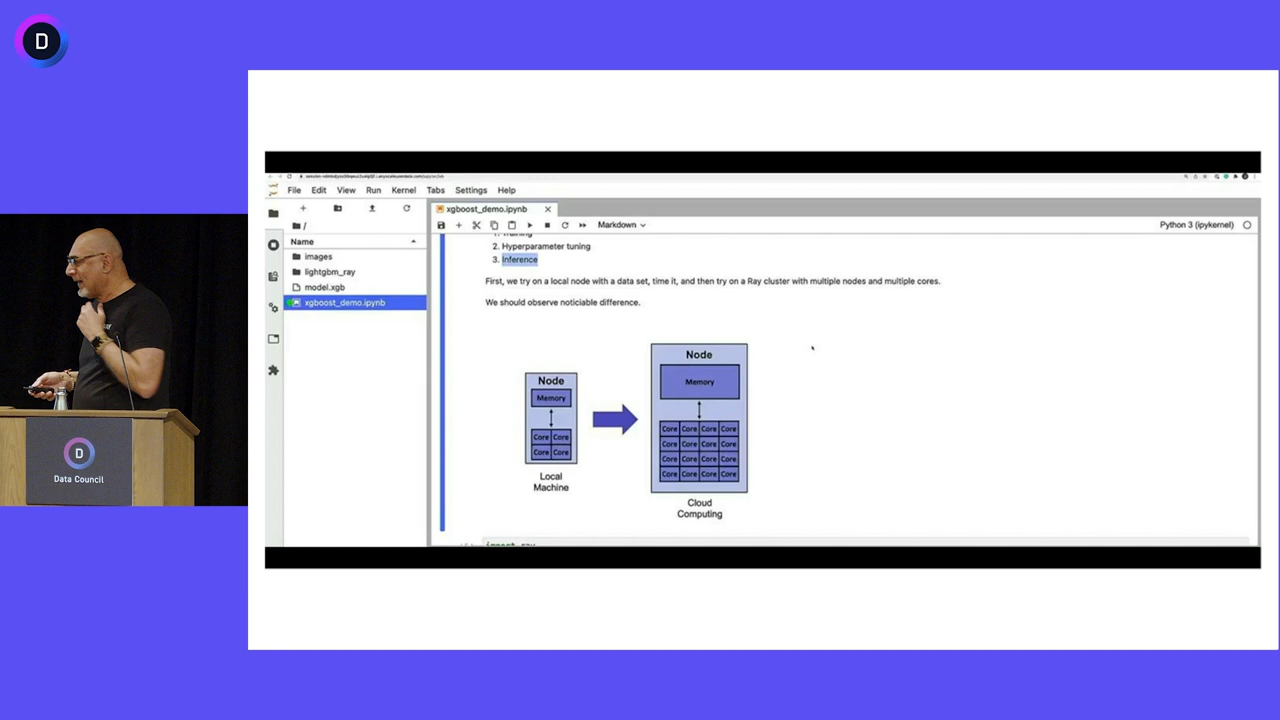 D
File Edit View Run Kernel Tabs Settings Help
xgboost_demo.ipynb
Markdown
Python 3 (ipykernel)
/
Name
images
lightgbm_ray
model.xgb
xgboost_demo.ipynb
2. Hyperparameter tuning
3. Inference
First, we try on a local node with a data set, time it, and then try on a Ray cluster with multiple nodes and multiple cores.
We should observe noticiable difference.
Node
Memory
Core Core
Core Core
Local
Machine
Node
Memory
Core Core Core Core
Core Core Core Core
Core Core Core Core
Core Core Core Core
Cloud
Computing
D
Data Council